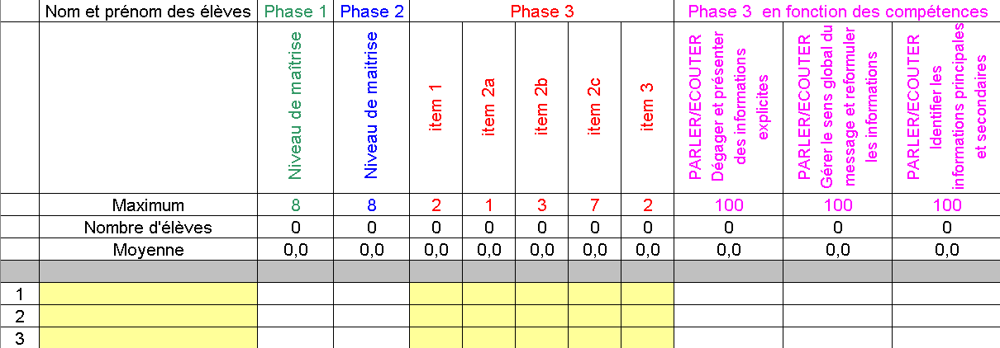 Nom et prénom des élèves Phase 1 Phase 2 Phase 3 Phase 3 en fonction des compétences
Niveau de maîtrise
Niveau de maitrise
item 1
item 2a
item 2b
item 2c
item 3
PARLER/ECOUTER
Dégager et présenter
des informations
explicites
PARLER/ECOUTER
Gérer le sens global du
message et reformuler
les informations
PARLER/ECOUTER
Identifier les
informations principales
et secondaires
Maximum 8 8 2 1 3 7 2 100 100 100
Nombre d'élèves 0 0 0 0 0 0 0 0 0 0
Moyenne 0,0 0,0 0,0 0,0 0,0 0,0 0,0 0,0 0,0 0,0
1
2
3